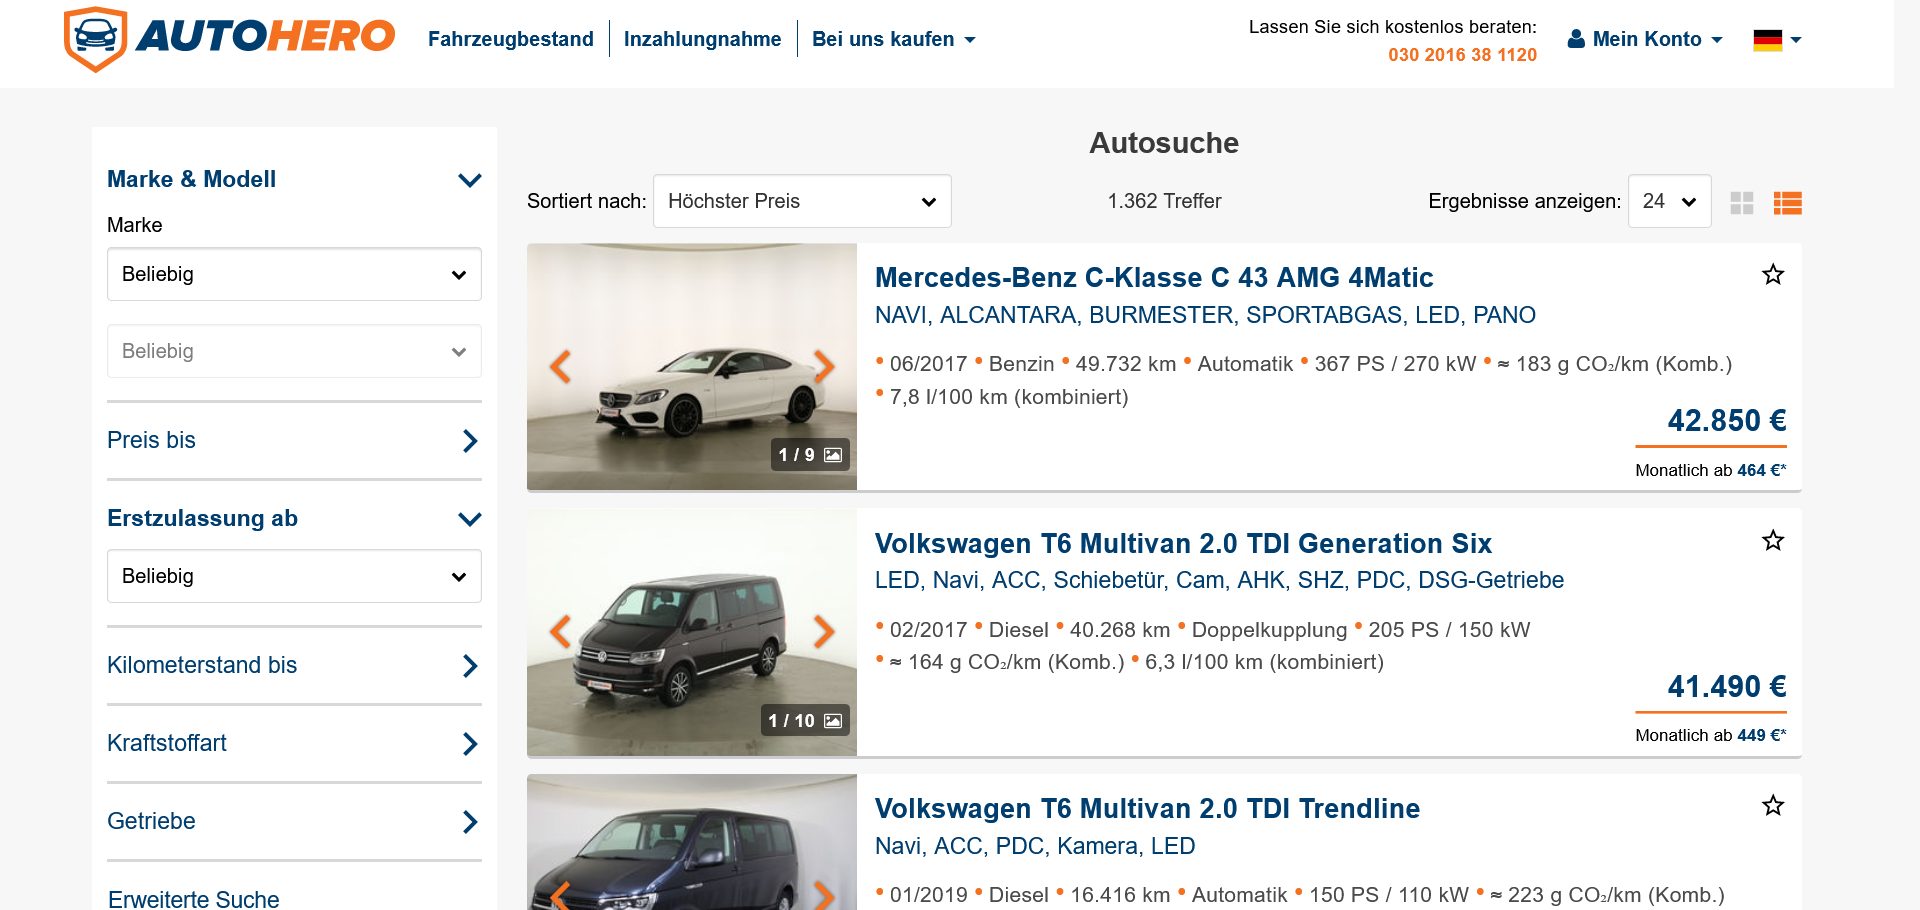 AUTOHERO
Fahrzeugbestand
Inzahlungnahme
Bei uns kaufen
Lassen Sie sich kostenlos beraten:
030 2016 38 1120
Mein Konto
Marke & Modell
Marke
Beliebig
Beliebig
Preis bis
Erstzulassung ab
Beliebig
Kilometerstand bis
Kraftstoffart
Getriebe
Erweiterte Suche
Autosuche
Sortiert nach: Höchster Preis
1.362 Treffer
Ergebnisse anzeigen: 24
1 / 9
Mercedes-Benz C-Klasse C 43 AMG 4Matic
NAVI, ALCANTARA, BURMESTER, SPORTABGAS, LED, PANO
• 06/2017 • Benzin • 49.732 km • Automatik • 367 PS / 270 kW • ≈ 183 g CO₂/km (Komb.)
• 7,8 l/100 km (kombiniert)
42.850 €
Monatlich ab 464 €*
1 / 10
Volkswagen T6 Multivan 2.0 TDI Generation Six
LED, Navi, ACC, Schiebetür, Cam, AHK, SHZ, PDC, DSG-Getriebe
• 02/2017 • Diesel • 40.268 km • Doppelkupplung • 205 PS / 150 kW
• ≈ 164 g CO₂/km (Komb.) • 6,3 l/100 km (kombiniert)
41.490 €
Monatlich ab 449 €*
Volkswagen T6 Multivan 2.0 TDI Trendline
Navi, ACC, PDC, Kamera, LED
• 01/2019 • Diesel • 16.416 km • Automatik • 150 PS / 110 kW • ≈ 223 g CO₂/km (Komb.)